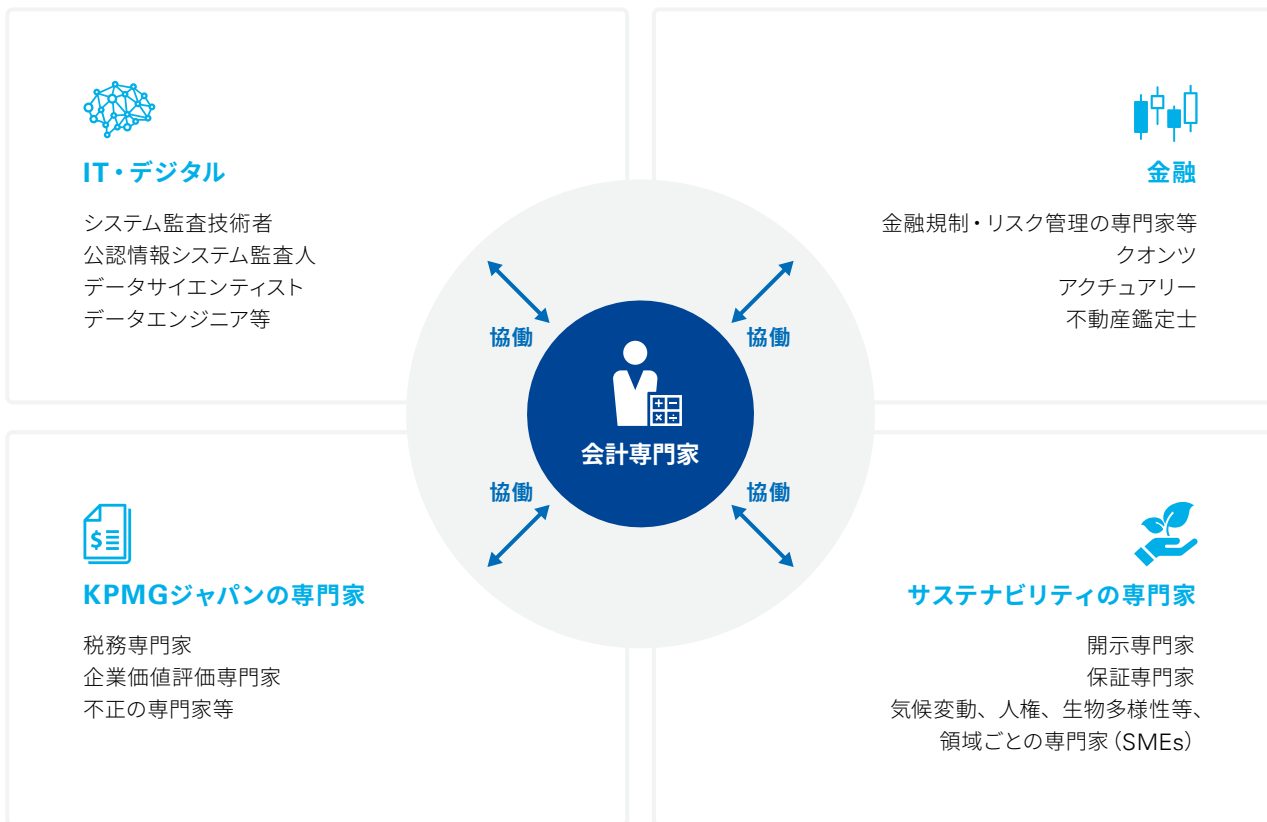 IT・デジタル
システム監査技術者
公認情報システム監査人
データサイエンティスト
データエンジニア等
金融
金融規制・リスク管理の専門家等
クオンツ
アクチュアリー
不動産鑑定士
協働
協働
会計専門家
協働
協働
KPMGジャパンの専門家
税務専門家
企業価値評価専門家
不正の専門家等
サステナビリティの専門家
開示専門家
保証専門家
気候変動、人権、生物多様性等、
領域ごとの専門家（SMEs）